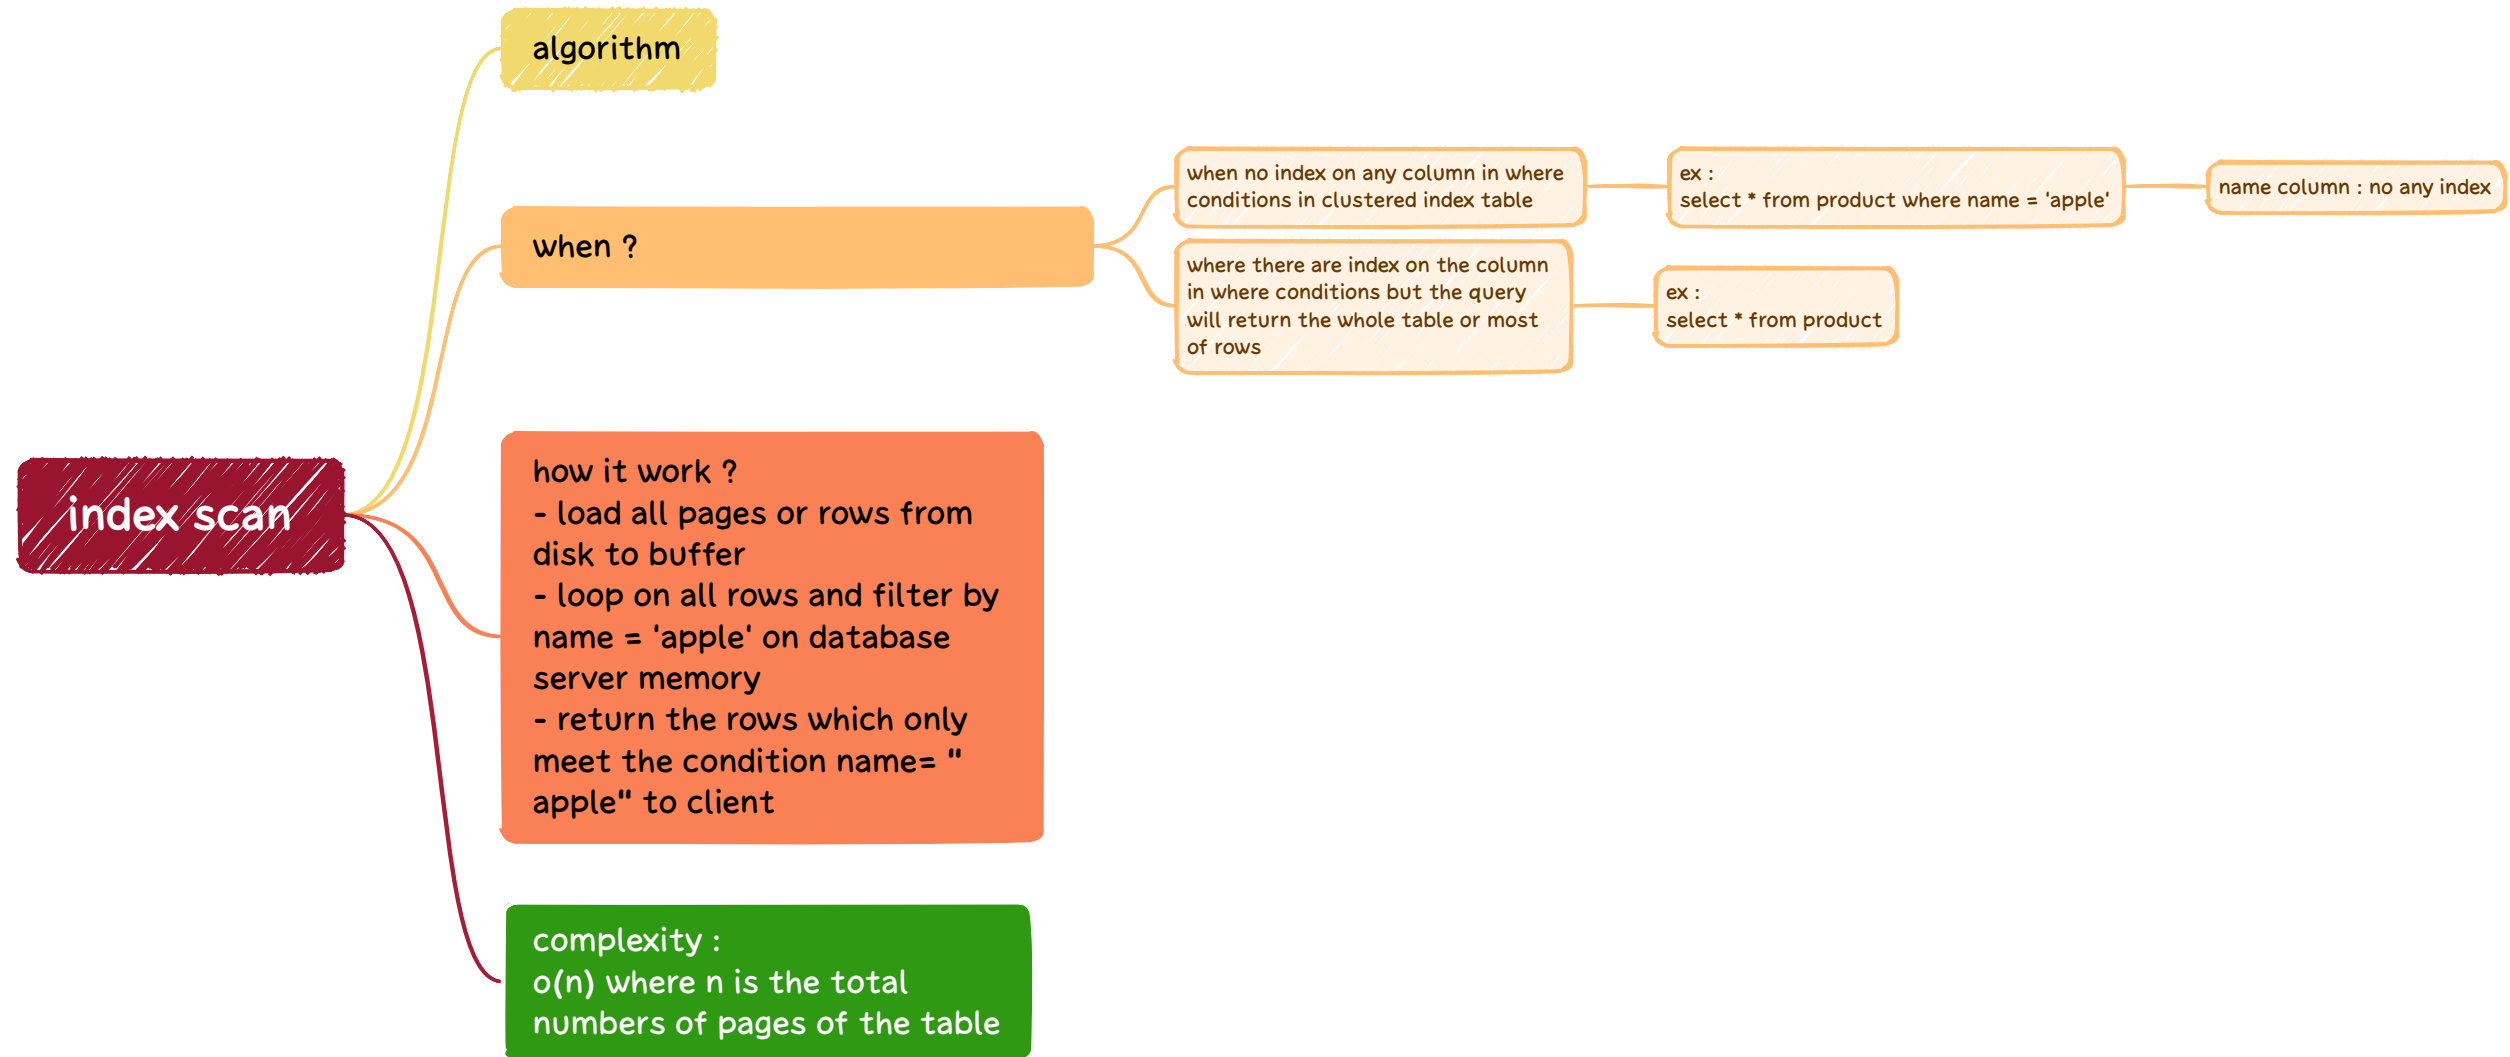 algorithm
when ?
when no index on any column in where
conditions in clustered index table
ex :
select * from product where name = 'apple'
name column : no any index
where there are index on the column
in where conditions but the query
will return the whole table or most
of rows
ex :
select * from product
index scan
how it work ?
- load all pages or rows from
disk to buffer
- loop on all rows and filter by
name = 'apple' on database
server memory
- return the rows which only
meet the condition name= "
apple" to client
complexity :
o(n) where n is the total
numbers of pages of the table